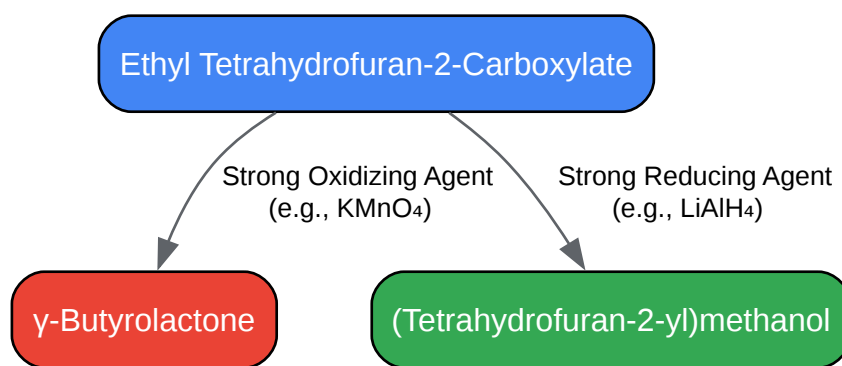 Ethyl Tetrahydrofuran-2-Carboxylate
Strong Oxidizing Agent
(e.g., KMnO₄)
Strong Reducing Agent
(e.g., LiAlH₄)
γ-Butyrolactone
(Tetrahydrofuran-2-yl)methanol